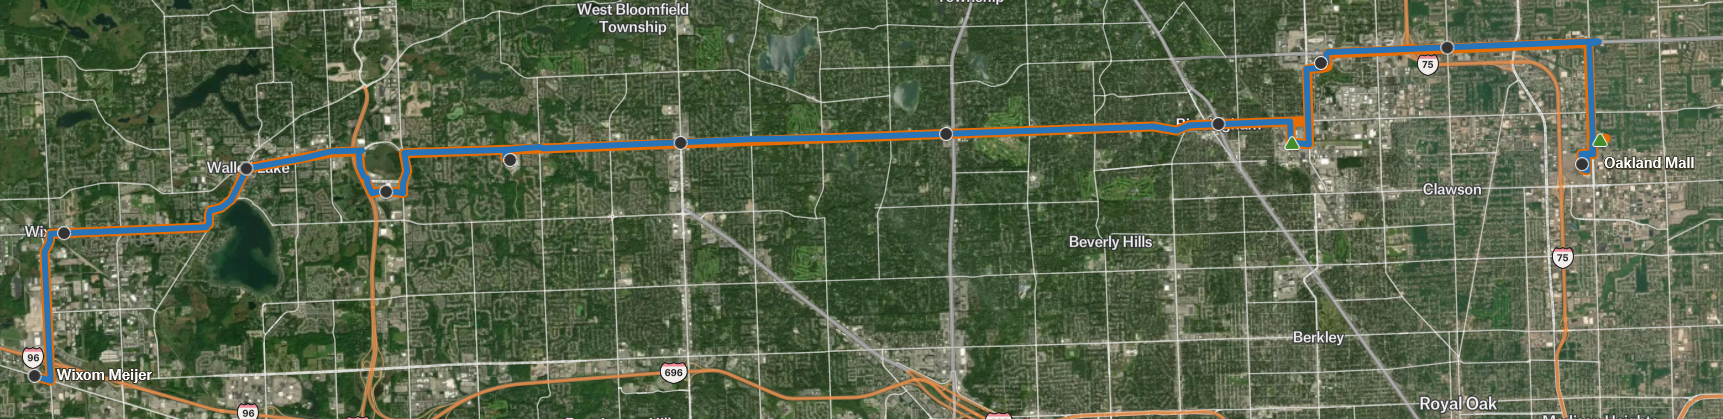 West Bloomfield
Township
75
Oakland Mall
Clawson
Beverly Hills
75
Berkley
96
Wixom Meijer
696
96
Royal Oak